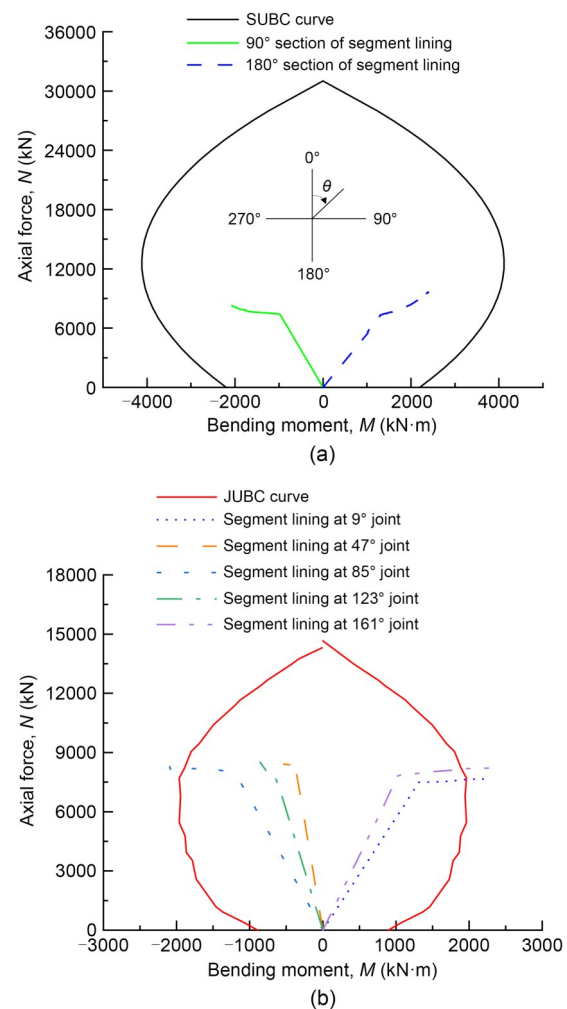 SUBC curve
90° section of segment lining
180° section of segment lining
36000
30000
24000
18000
12000
6000
0
Axial force, N (kN)
0°
θ
270°
90°
180°
−4000 −2000 0 2000 4000
Bending moment, M (kN·m)
(a)
JUBC curve
Segment lining at 9° joint
Segment lining at 47° joint
Segment lining at 85° joint
Segment lining at 123° joint
Segment lining at 161° joint
18000
15000
12000
9000
6000
3000
0
Axial force, N (kN)
−3000 −2000 −1000 0 1000 2000 3000
Bending moment, M (kN·m)
(b)